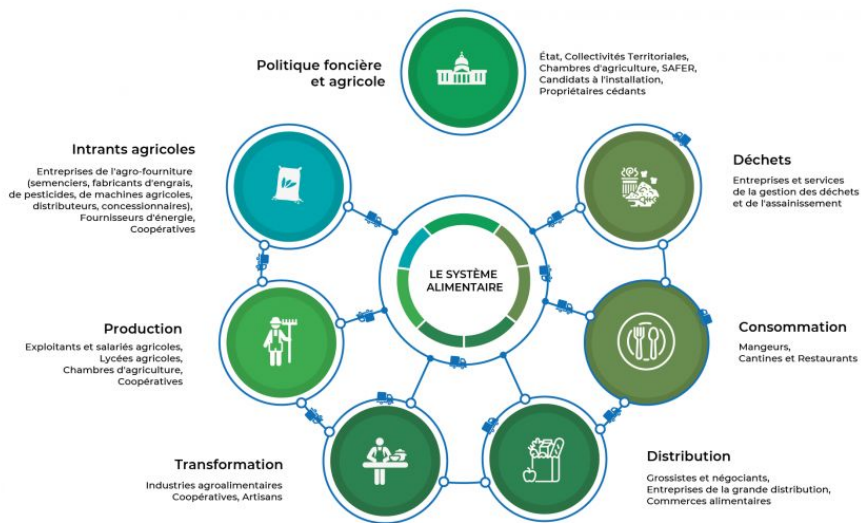 Politique foncière
et agricole
État, Collectivités Territoriales,
Chambres d'agriculture, SAFER,
Candidats à l'installation,
Propriétaires cédants
Intrants agricoles
Entreprises de l'agro-fourniture
(semenciers, fabricants d'engrais,
de pesticides, de machines agricoles,
distributeurs, concessionnaires),
Fournisseurs d'énergie,
Coopératives
Déchets
Entreprises et services
de la gestion des déchets
et de l'assainissement
LE SYSTÈME
ALIMENTAIRE
Production
Exploitants et salariés agricoles,
Lycées agricoles,
Chambres d'agriculture,
Coopératives
Consommation
Mangeurs,
Cantines et Restaurants
Transformation
Industries agroalimentaires
Coopératives, Artisans
Distribution
Grossistes et négociants,
Entreprises de la grande distribution,
Commerces alimentaires